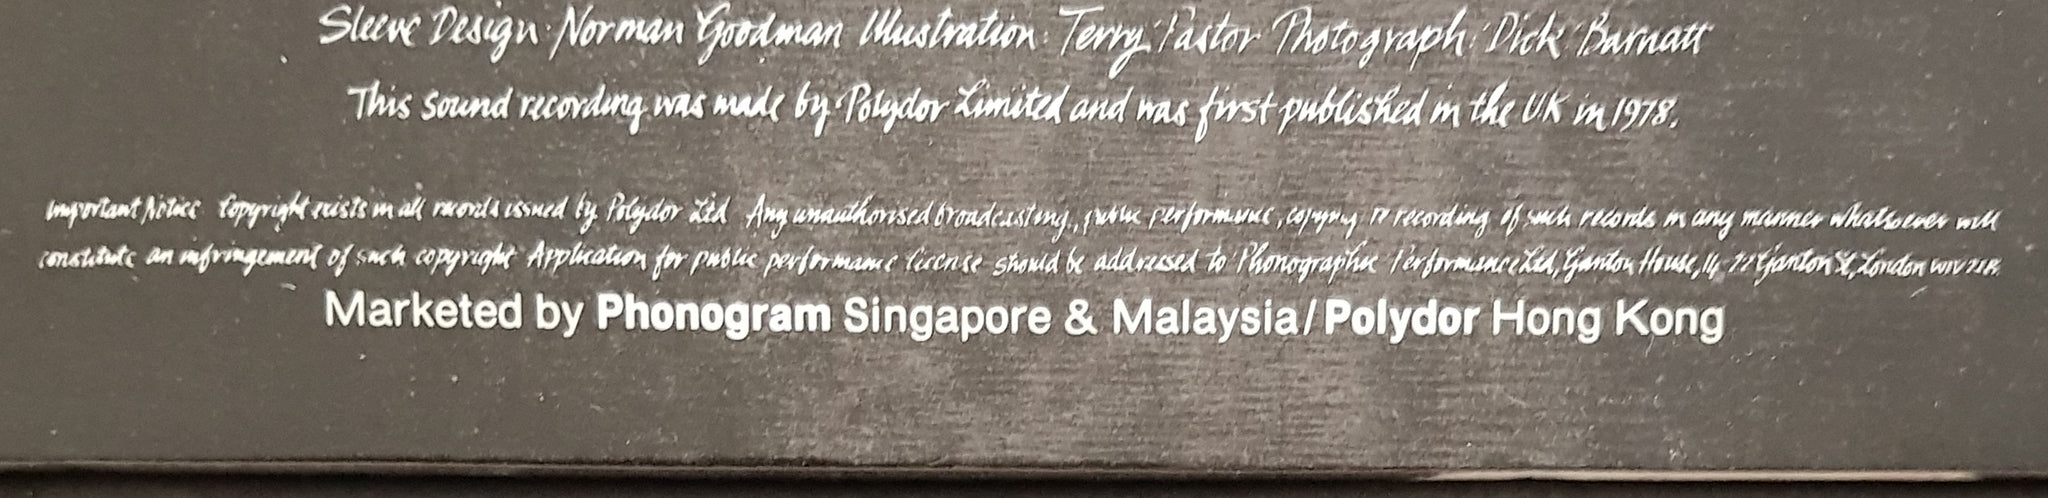 Sleeve Design: Norman Goodman Illustration: Terry Pastor Photograph: Dick Barnatt
This sound recording was made by Polydor Limited and was first published in the UK in 1978.
Important Notice Copyright exists in all records issued by Polydor Ltd Any unauthorised broadcasting, public performance, copying or recording of such records in any manner whatsoever will
constitute an infringement of such copyright Application for public performance license should be addressed to Phonographic Performance Ltd, Ganton House, 14 22 Ganton St, London
Marketed by Phonogram Singapore & Malaysia/Polydor Hong Kong